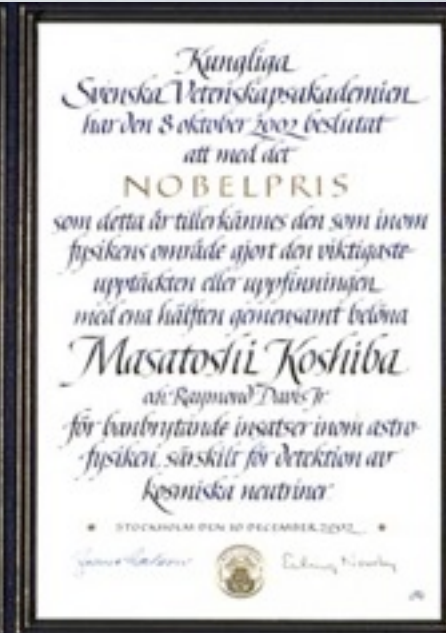 Kungliga
Svenska Vetenskapsakademien
har den 8 oktober 2002 beslutat
att med det
NOBELPRIS
som detta år tillerkännes den som inom
fysikens område gjort den viktigaste
upptäckten eller uppfinningen
med ena hälften gemensamt belöna
Masatoshi Koshiba
och Raymond Davis Jr
för banbrytande insatser inom astro-
fysiken, särskilt för detektion av
kosmiska neutriner
STOCKHOLM DEN 10 DECEMBER 2002